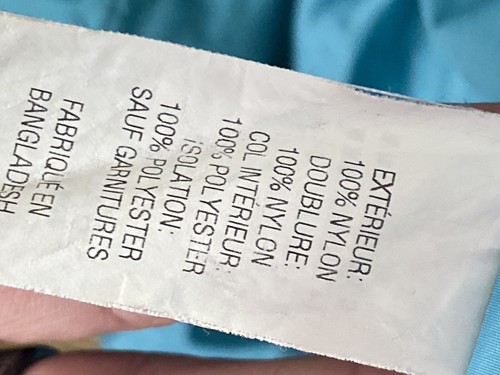 EXTÉRIEUR:
100% NYLON
DOUBLURE:
100% NYLON
COL INTÉRIEUR:
100% POLYESTER
ISOLATION:
100% POLYESTER
SAUF GARNITURES
FABRIQUÉ EN
BANGLADESH